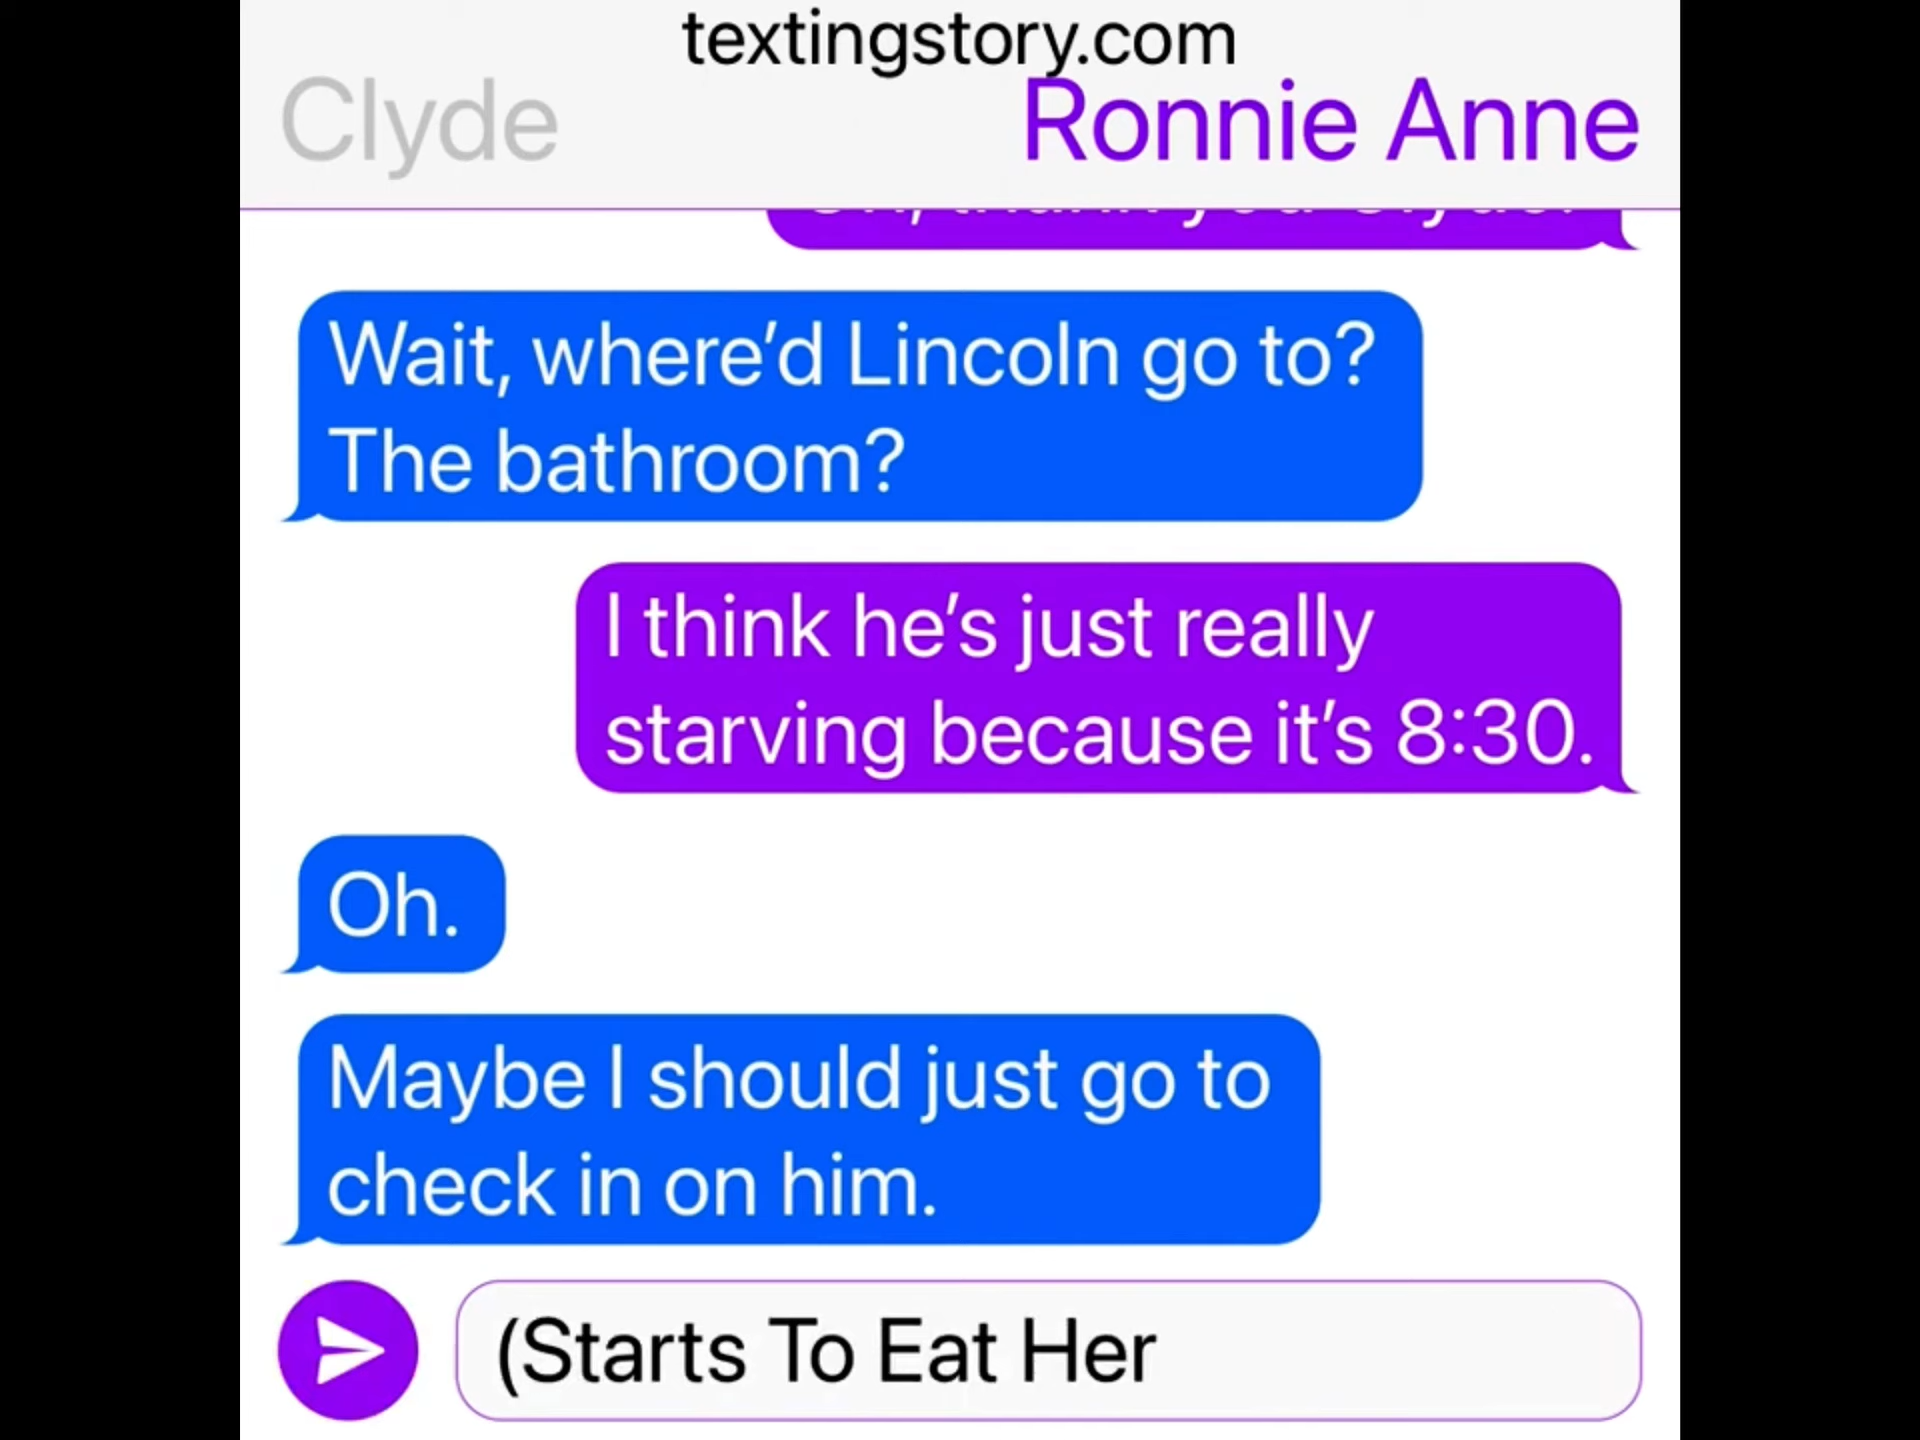 textingstory.com
Clyde
Ronnie Anne
Wait, where’d Lincoln go to?
The bathroom?
I think he’s just really
starving because it’s 8:30.
Oh.
Maybe I should just go to
check in on him.
(Starts To Eat Her